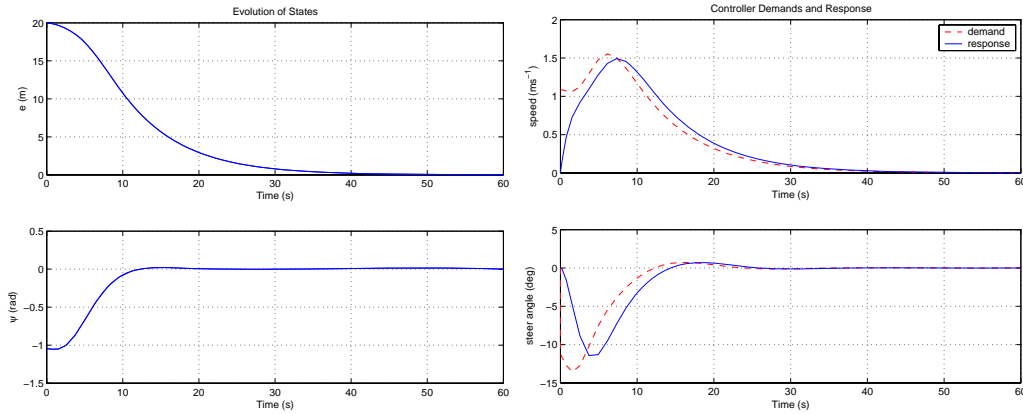 Evolution of States
20
15
10
5
0
e (m)
0 10 20 30 40 50 60
Time (s)
Controller Demands and Response
demand
response
2
1.5
1
0.5
0
speed (ms⁻¹)
0 10 20 30 40 50 60
Time (s)
0.5
0
−0.5
−1
−1.5
ψ (rad)
0 10 20 30 40 50 60
Time (s)
5
0
−5
−10
−15
steer angle (deg)
0 10 20 30 40 50 60
Time (s)